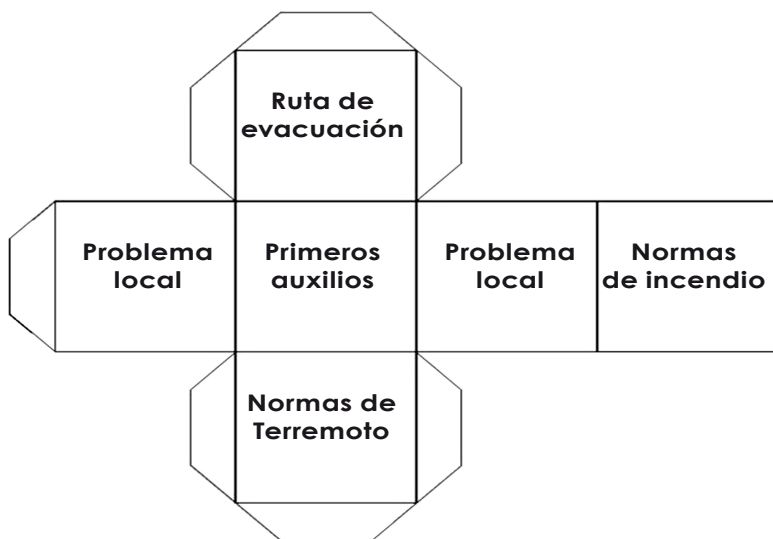 Ruta de
evacuación
Problema
local
Primeros
auxilios
Problema
local
Normas
de incendio
Normas de
Terremoto